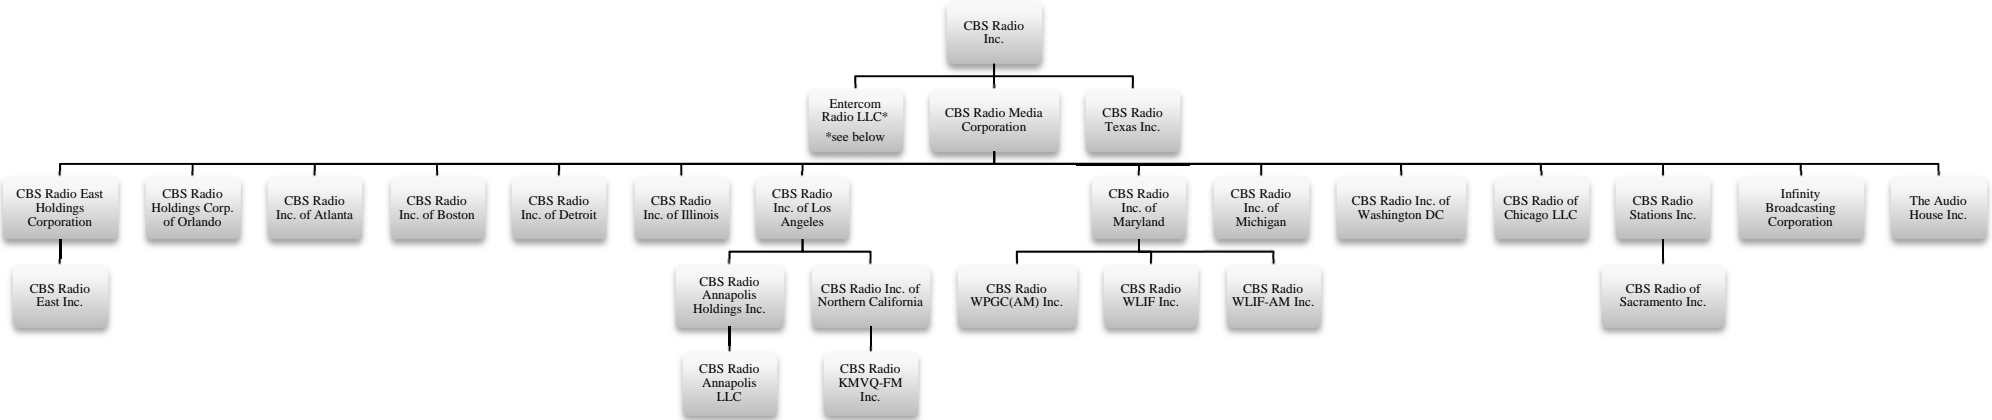 CBS Radio
Inc.
Entercom
Radio LLC*
*see below
CBS Radio Media
Corporation
CBS Radio
Texas Inc.
CBS Radio East
Holdings
Corporation
CBS Radio
Holdings Corp.
of Orlando
CBS Radio
Inc. of Atlanta
CBS Radio
Inc. of Boston
CBS Radio
Inc. of Detroit
CBS Radio
Inc. of Illinois
CBS Radio
Inc. of Los
Angeles
CBS Radio
Inc. of
Maryland
CBS Radio
Inc. of
Michigan
CBS Radio Inc. of
Washington DC
CBS Radio of
Chicago LLC
CBS Radio
Stations Inc.
Infinity
Broadcasting
Corporation
The Audio
House Inc.
CBS Radio
East Inc.
CBS Radio
Annapolis
Holdings Inc.
CBS Radio Inc. of
Northern California
CBS Radio
WPGC(AM) Inc.
CBS Radio
WLIF Inc.
CBS Radio
WLIF-AM Inc.
CBS Radio of
Sacramento Inc.
CBS Radio
Annapolis
LLC
CBS Radio
KMVQ-FM
Inc.